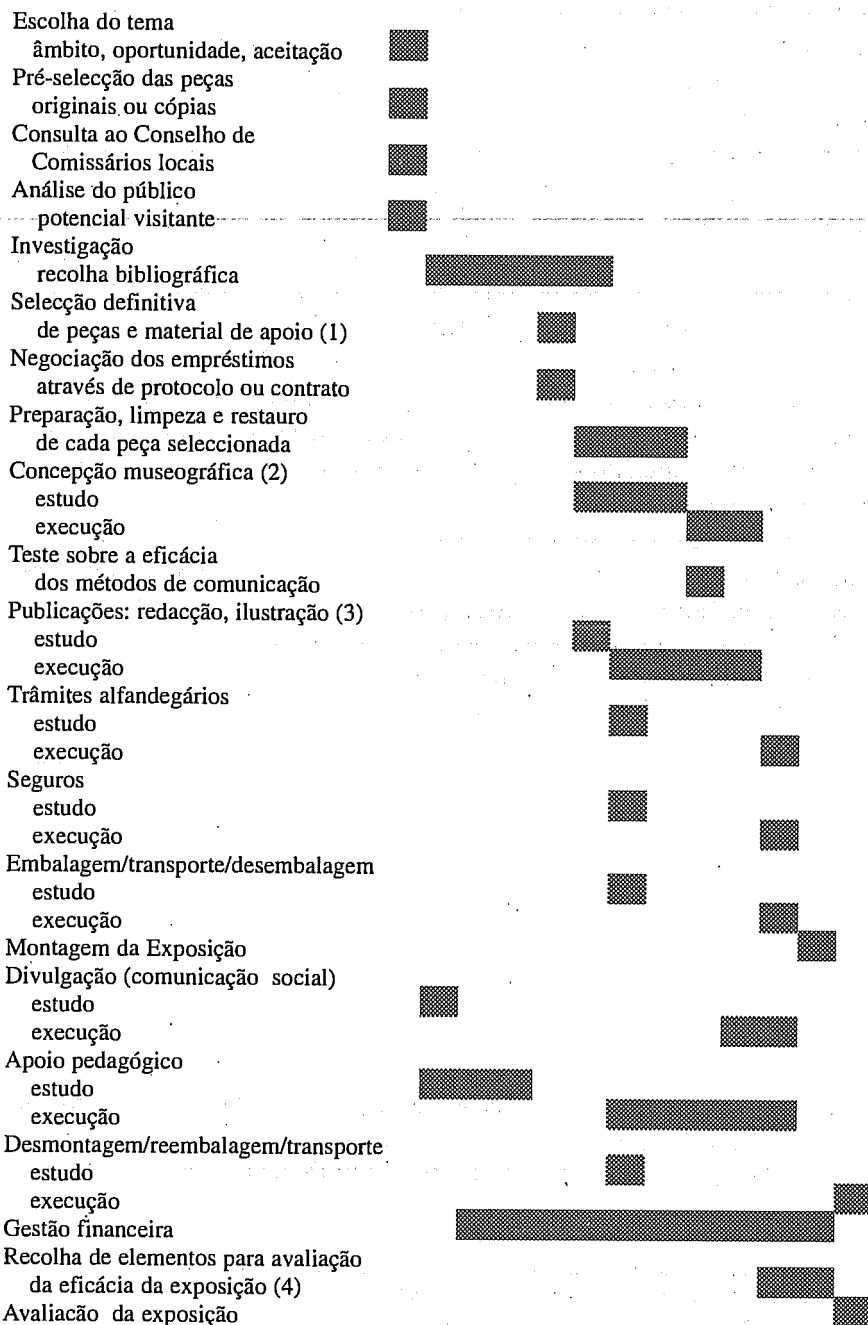 Escolha do tema
âmbito, oportunidade, aceitação
Pré-selecção das peças
originais ou cópias
Consulta ao Conselho de
Comissários locais
Análise do público
potencial visitante
Investigação
recolha bibliográfica
Selecção definitiva
de peças e material de apoio (1)
Negociação dos empréstimos
através de protocolo ou contrato
Preparação, limpeza e restauro
de cada peça seleccionada
Concepção museográfica (2)
estudo
execução
Teste sobre a eficácia
dos métodos de comunicação
Publicações: redacção, ilustração (3)
estudo
execução
Trâmites alfandegários
estudo
execução
Seguros
estudo
execução
Embalagem/transporte/desembalagem
estudo
execução
Montagem da Exposição
Divulgação (comunicação social)
estudo
execução
Apoio pedagógico
estudo
execução
Desmontagem/reembalagem/transporte
estudo
execução
Gestão financeira
Recolha de elementos para avaliação
da eficácia da exposição (4)
Avaliacão da exposição